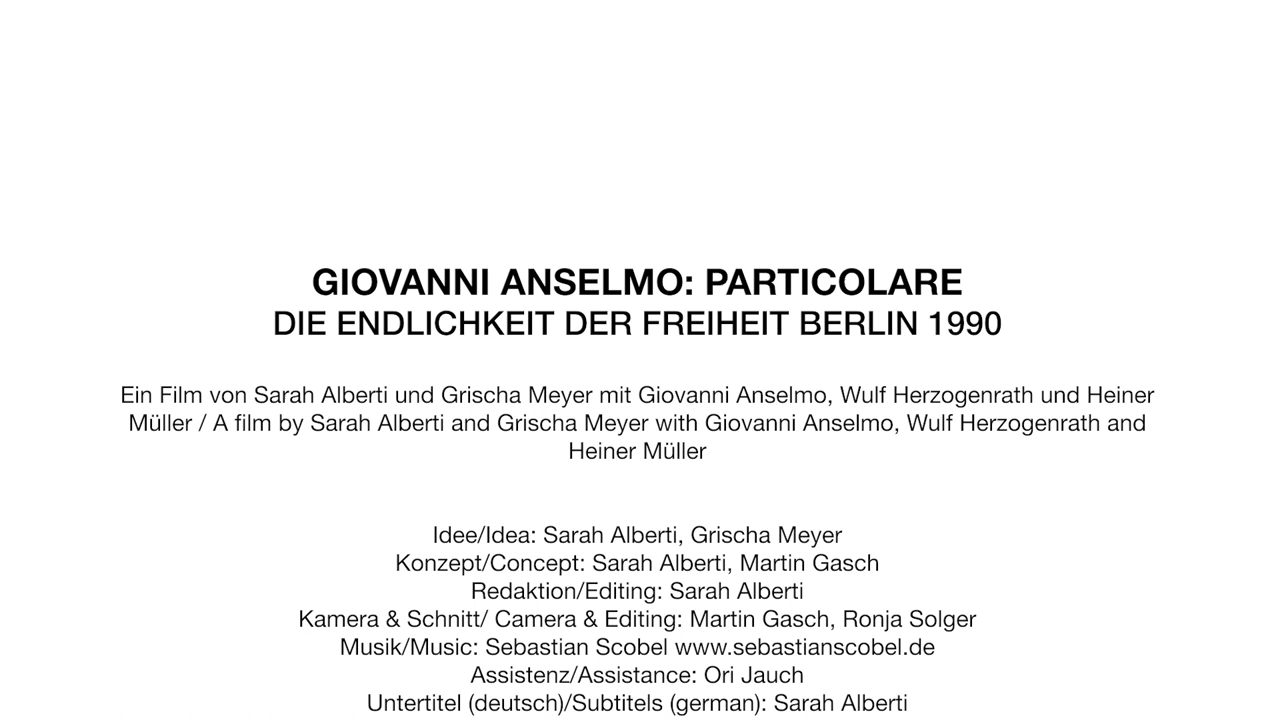 GIOVANNI ANSELMO: PARTICOLARE
DIE ENDLICHKEIT DER FREIHEIT BERLIN 1990
Ein Film von Sarah Alberti und Grischa Meyer mit Giovanni Anselmo, Wulf Herzogenrath und Heiner
Müller / A film by Sarah Alberti and Grischa Meyer with Giovanni Anselmo, Wulf Herzogenrath and
Heiner Müller
Idee/Idea: Sarah Alberti, Grischa Meyer
Konzept/Concept: Sarah Alberti, Martin Gasch
Redaktion/Editing: Sarah Alberti
Kamera & Schnitt/ Camera & Editing: Martin Gasch, Ronja Solger
Musik/Music: Sebastian Scobel www.sebastianscobel.de
Assistenz/Assistance: Ori Jauch
Untertitel (deutsch)/Subtitels (german): Sarah Alberti